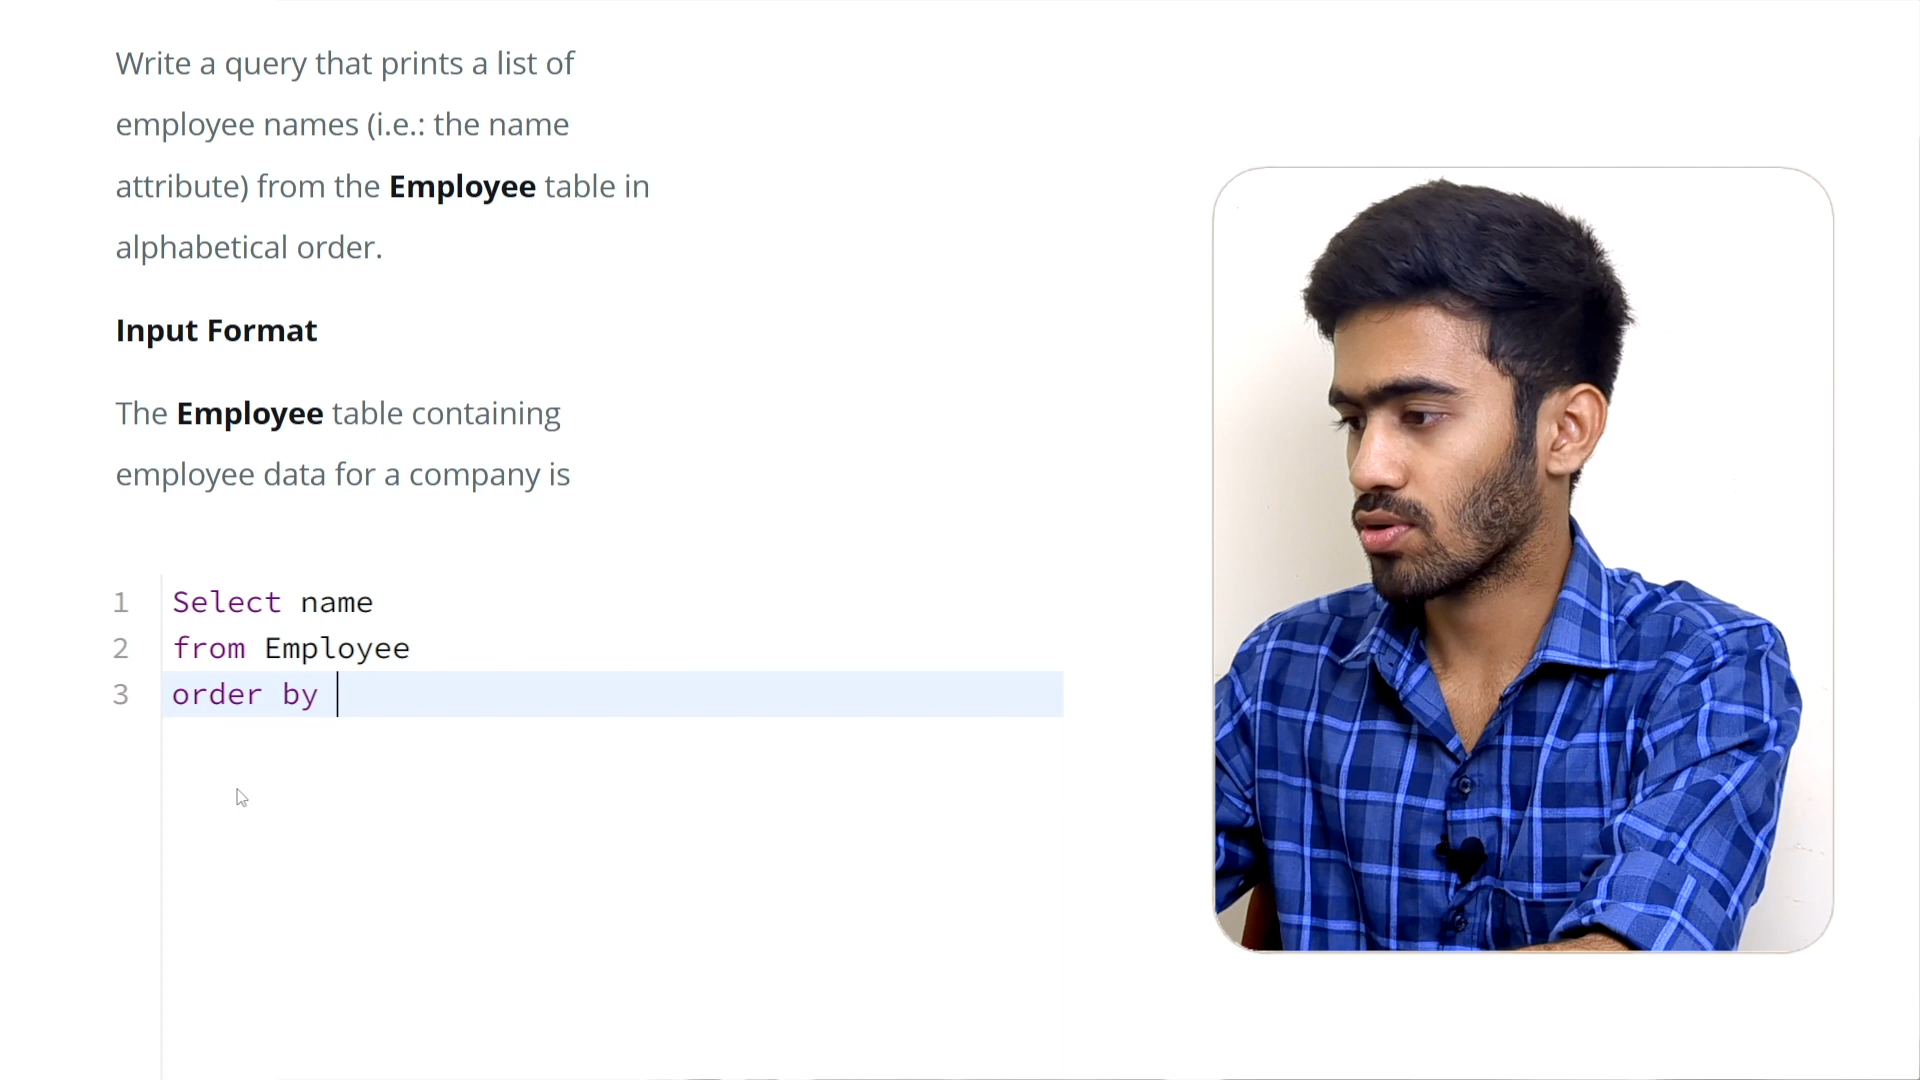 Write a query that prints a list of
employee names (i.e.: the name
attribute) from the Employee table in
alphabetical order.
Input Format
The Employee table containing
employee data for a company is
1 Select name
2 from Employee
3 order by